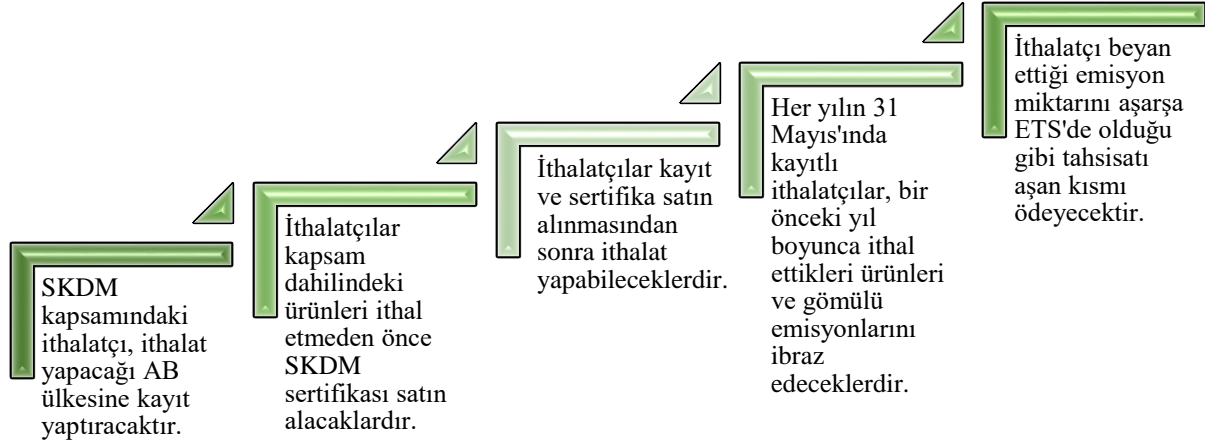 SKDM
kapsamındaki
ithalatçı, ithalat
yapacağı AB
ülkesine kayıt
yaptıracaktır.
İthalatçılar
kapsam
dahilindeki
ürünleri ithal
etmeden önce
SKDM
sertifikası satın
alacaklardır.
İthalatçılar kayıt
ve sertifika satın
alınmasından
sonra ithalat
yapabileceklerdir.
Her yılın 31
Mayıs'ında
kayıtlı
ithalatçılar, bir
önceki yıl
boyunca ithal
ettikleri ürünleri
ve gömülü
emisyonlarını
ibraz
edeceklerdir.
İthalatçı beyan
ettiği emisyon
miktarını aşarsa
ETS'de olduğu
gibi tahsisatı
aşan kısmı
ödeyecektir.